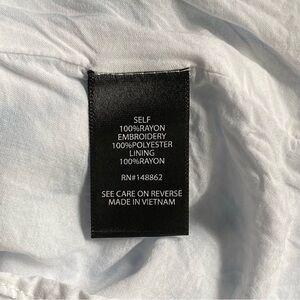 SELF
100%RAYON
EMBROIDERY
100%POLYESTER
LINING
100%RAYON
RN#148862
SEE CARE ON REVERSE
MADE IN VIETNAM